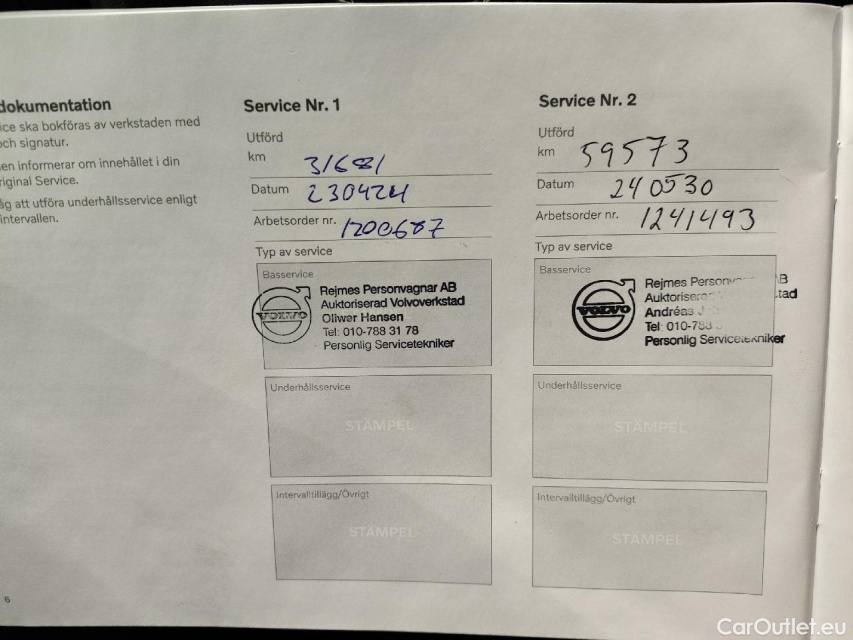 dokumentation
ice ska bokföras av verkstaden med
och signatur.
en informerar om innehållet i din
riginal Service.
åg att utföra underhållsservice enligt
intervallen.
6
Service Nr. 1
Utförd
km 31681
Datum 230424
Arbetsorder nr. 1200687
Typ av service
Basservice
VOLVO
Rejmes Personvagnar AB
Auktoriserad Volvoverkstad
Oliwer Hansen
Tel: 010-788 31 78
Personlig Servicetekniker
Underhållsservice
STÄMPEL
Intervalltillägg/Övrigt
STÄMPEL
Service Nr. 2
Utförd
km 59573
Datum 240530
Arbetsorder nr. 1241493
Typ av service
Basservice
VOLVO
Rejmes Person B
Auktoriserad tad
Andréas
Tel: 010-788
Personlig Servicetekniker
Underhållsservice
STÄMPEL
Intervalltillägg/Övrigt
STÄMPEL
CarOutlet.eu